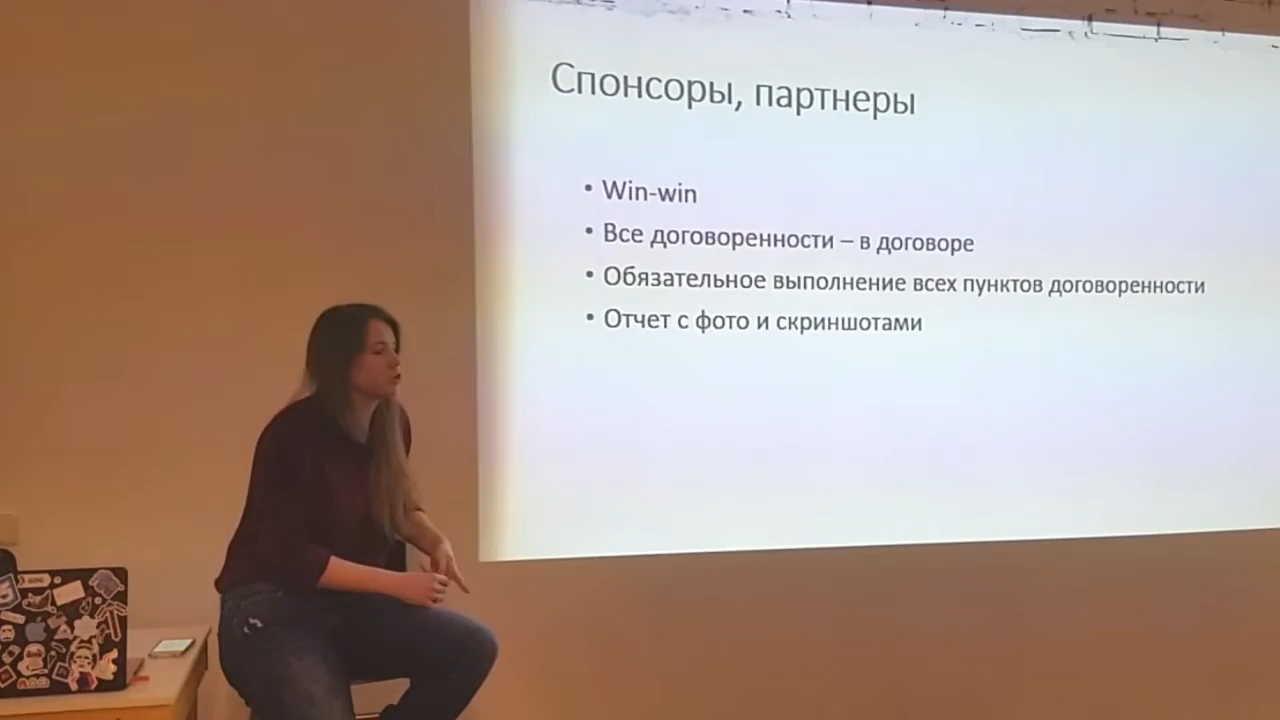 Спонсоры, партнеры
• Win-win
• Все договоренности – в договоре
• Обязательное выполнение всех пунктов договоренности
• Отчет с фото и скриншотами